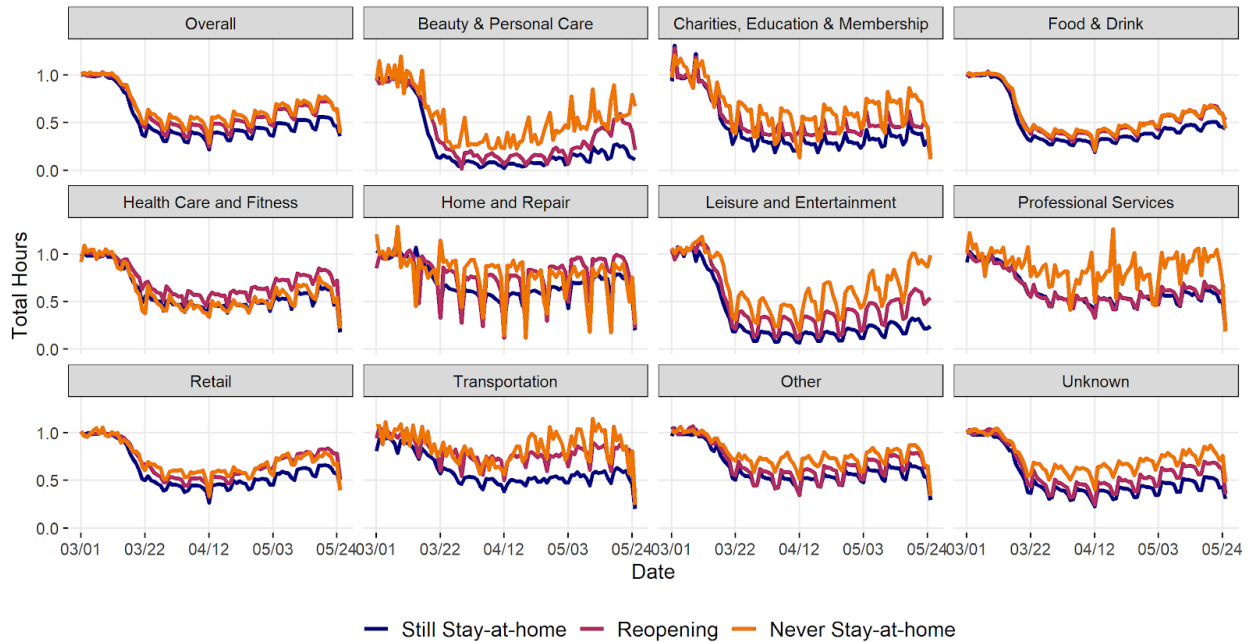 Overall
Beauty & Personal Care
Charities, Education & Membership
Food & Drink
1.0
0.5
0.0
Health Care and Fitness
Home and Repair
Leisure and Entertainment
Professional Services
1.0
0.5
0.0
Total Hours
Retail
Transportation
Other
Unknown
1.0
0.5
0.0
03/01 03/22 04/12 05/03 05/24
03/01 03/22 04/12 05/03 05/24
03/01 03/22 04/12 05/03 05/24
03/01 03/22 04/12 05/03 05/24
Date
Still Stay-at-home Reopening Never Stay-at-home